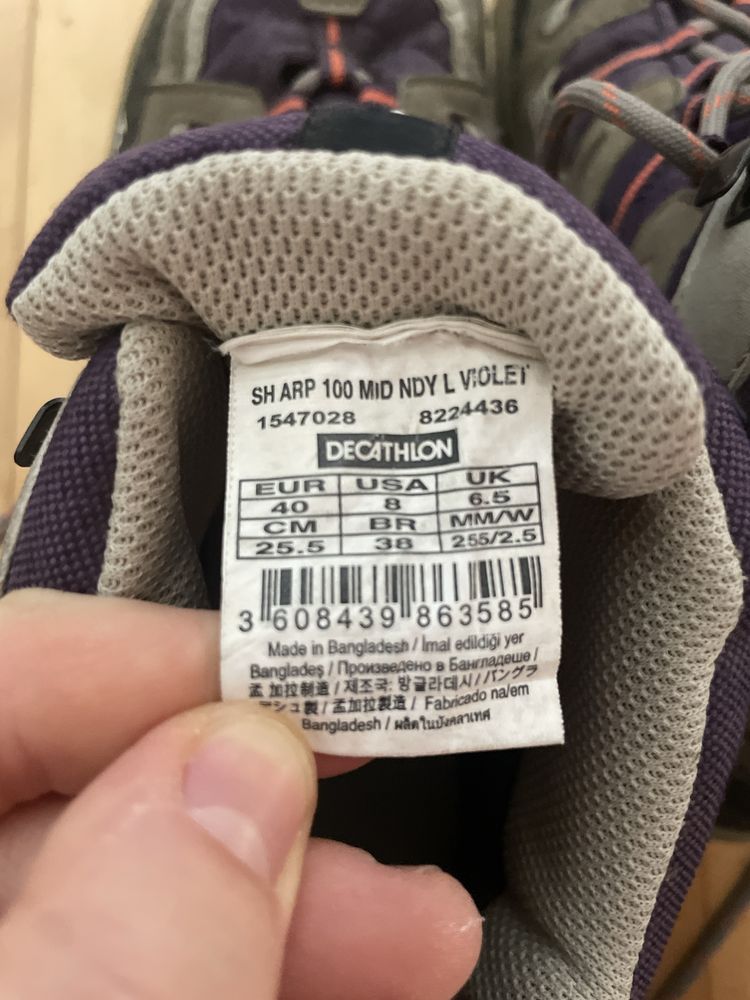 SH ARP 100 MID NDY L VIOLET
1547028 8224436
DECATHLON
EUR USA UK
40 8 6.5
CM BR MM/W
25.5 38 255/2.5
3 608439 863585
Made in Bangladesh / İmal edildiği yer
Bangladeş / Произведено в Бангладеше /
孟加拉制造 / 제조국: 방글라데시 / バングラ
デシュ製 / 孟加拉製造 / Fabricado na/em
Bangladesh / ผลิตในบังคลาเทศ